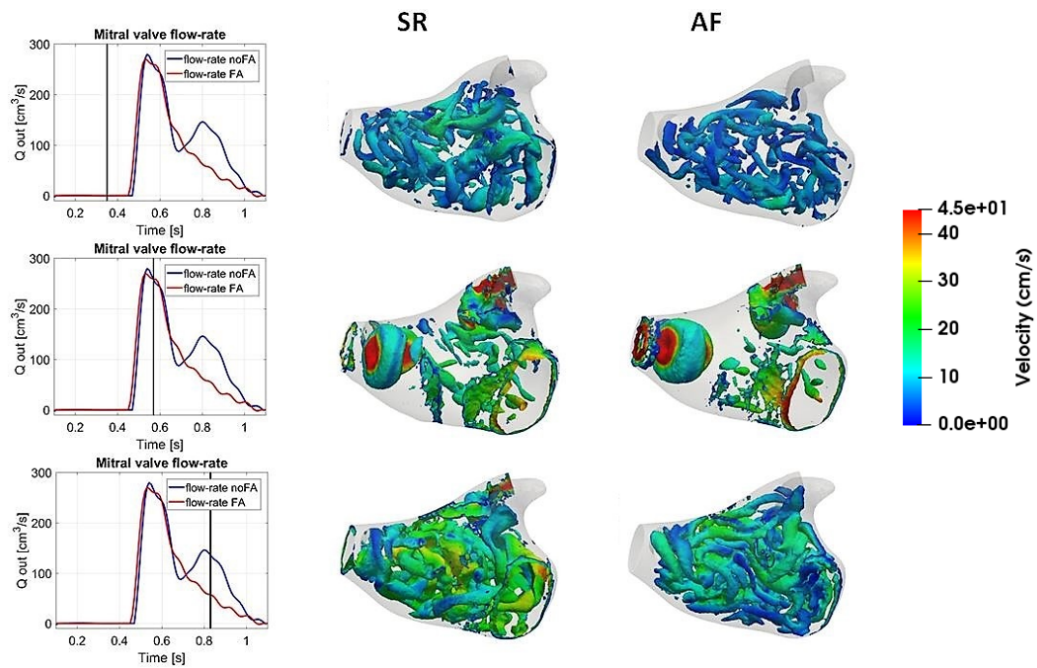 SR
AF
Mitral valve flow-rate
300
200
100
0
Q out [cm³/s]
flow-rate noFA
flow-rate FA
0.2 0.4 0.6 0.8 1
Time [s]
Mitral valve flow-rate
300
200
100
0
Q out [cm³/s]
flow-rate noFA
flow-rate FA
0.2 0.4 0.6 0.8 1
Time [s]
Mitral valve flow-rate
300
200
100
0
Q out [cm³/s]
flow-rate noFA
flow-rate FA
0.2 0.4 0.6 0.8 1
Time [s]
4.5e+01
40
30
20
10
0.0e+00
Velocity (cm/s)